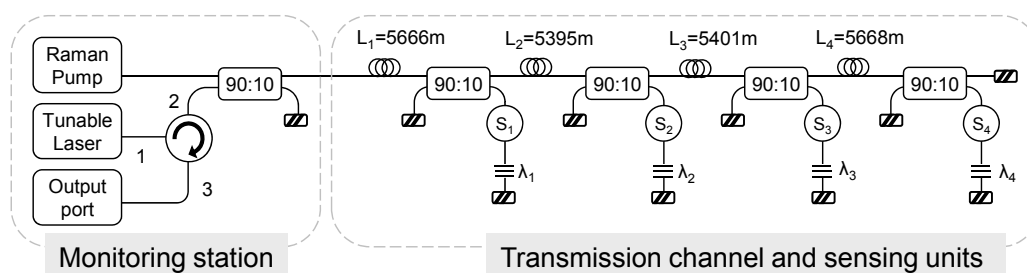 Raman
Pump
Tunable
Laser
Output
port
1
2
3
90:10
L₁=5666m
90:10
S₁
λ₁
L₂=5395m
90:10
S₂
λ₂
L₃=5401m
90:10
S₃
λ₃
L₄=5668m
90:10
S₄
λ₄
Monitoring station
Transmission channel and sensing units